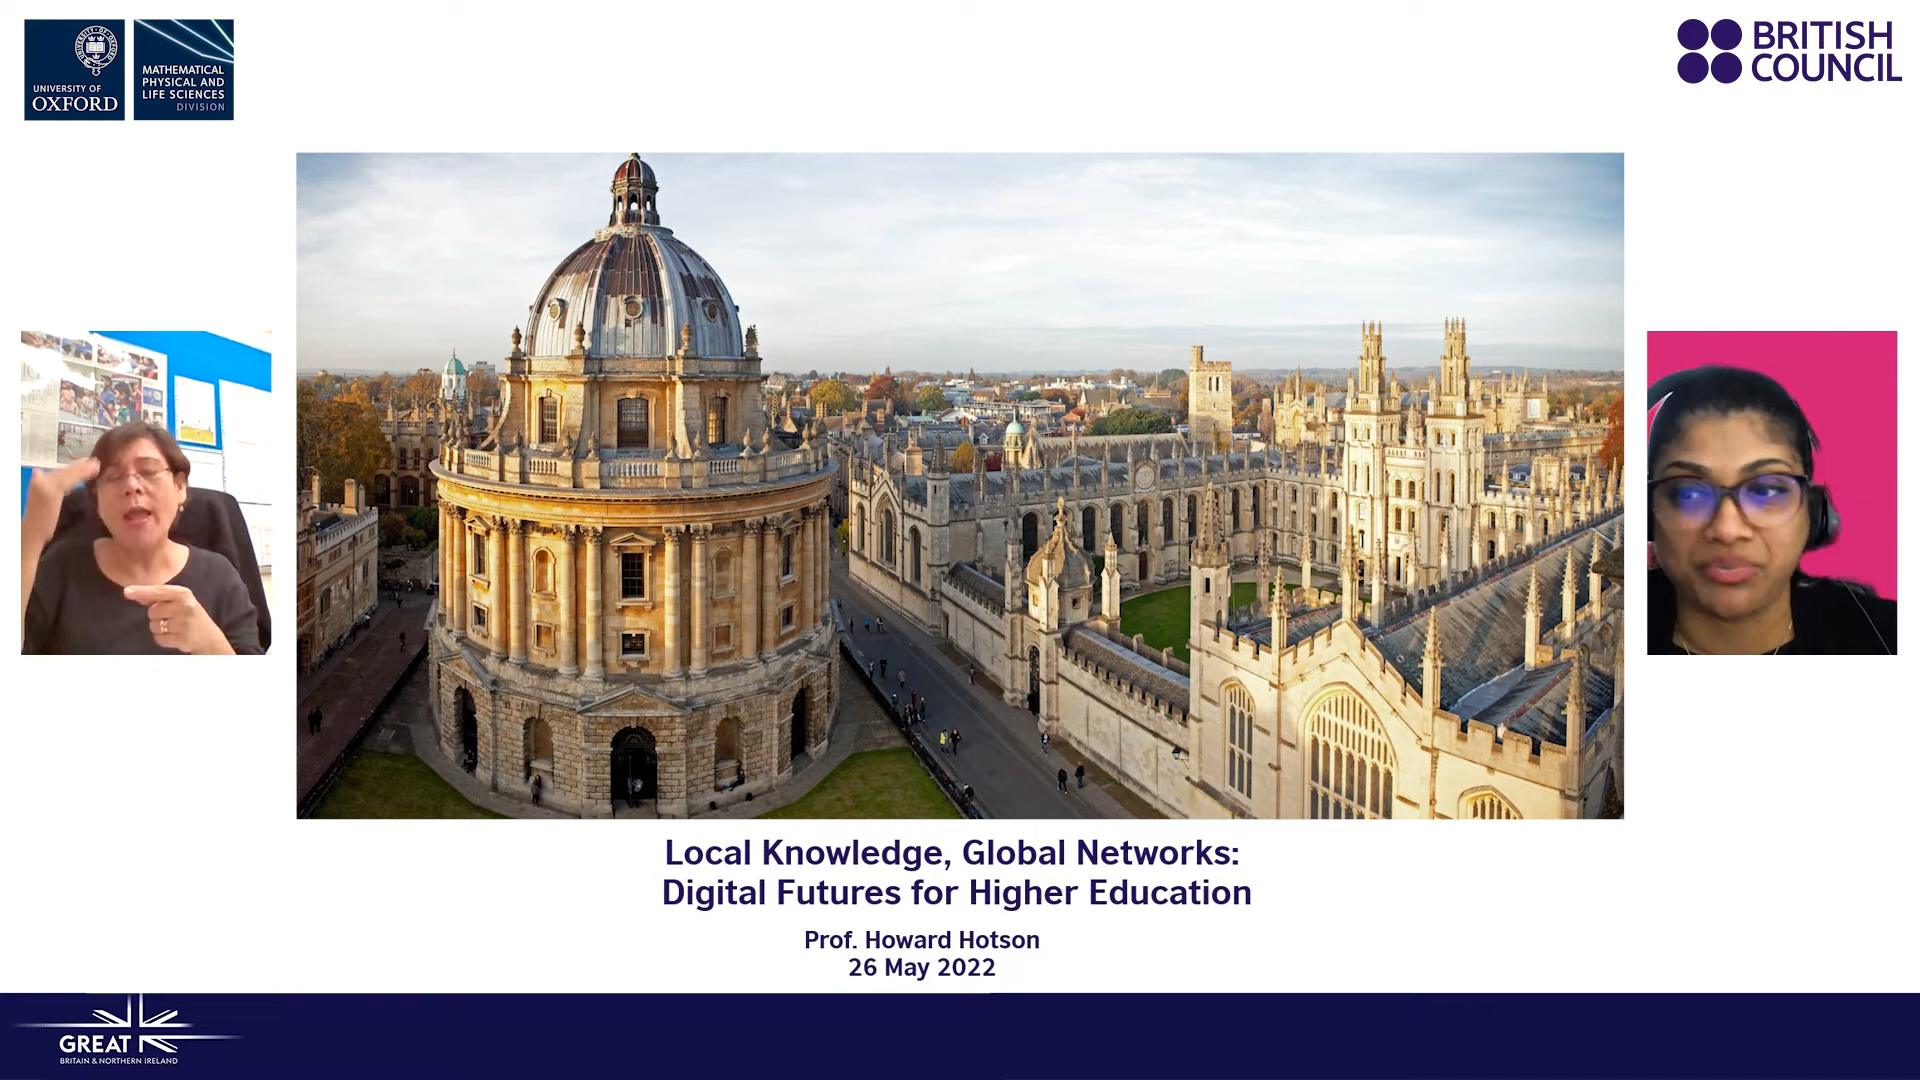 UNIVERSITY OF
OXFORD
MATHEMATICAL
PHYSICAL AND
LIFE SCIENCES
DIVISION
BRITISH
COUNCIL
Local Knowledge, Global Networks:
Digital Futures for Higher Education
Prof. Howard Hotson
26 May 2022
GREAT
BRITAIN & NORTHERN IRELAND